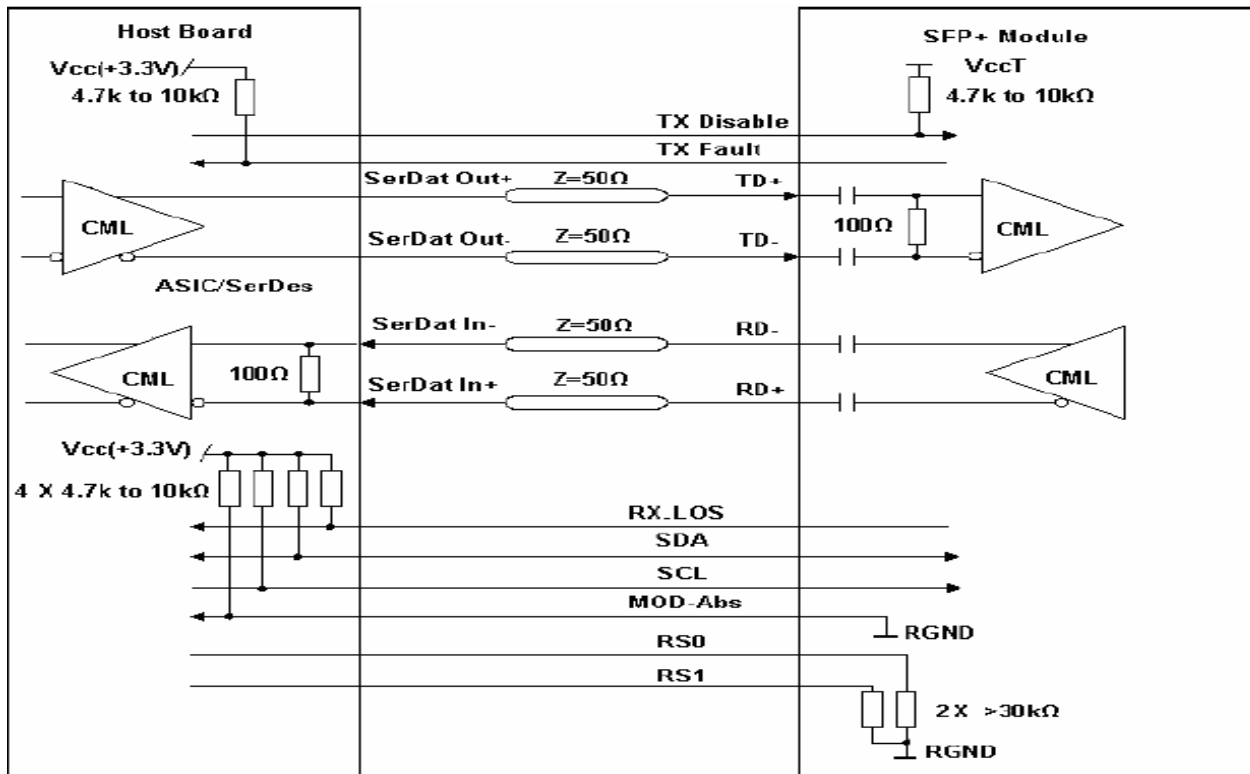 Host Board
SFP+ Module
Vcc(+3.3V)
4.7k to 10kΩ
VccT
4.7k to 10kΩ
TX Disable
TX Fault
SerDat Out+
Z=50Ω
TD+
CML
100Ω
CML
SerDat Out-
Z=50Ω
TD-
ASIC/SerDes
SerDat In-
Z=50Ω
RD-
CML
100Ω
SerDat In+
Z=50Ω
RD+
CML
Vcc(+3.3V)
4 X 4.7k to 10kΩ
RX_LOS
SDA
SCL
MOD-Abs
RGND
RS0
RS1
2X >30kΩ
RGND